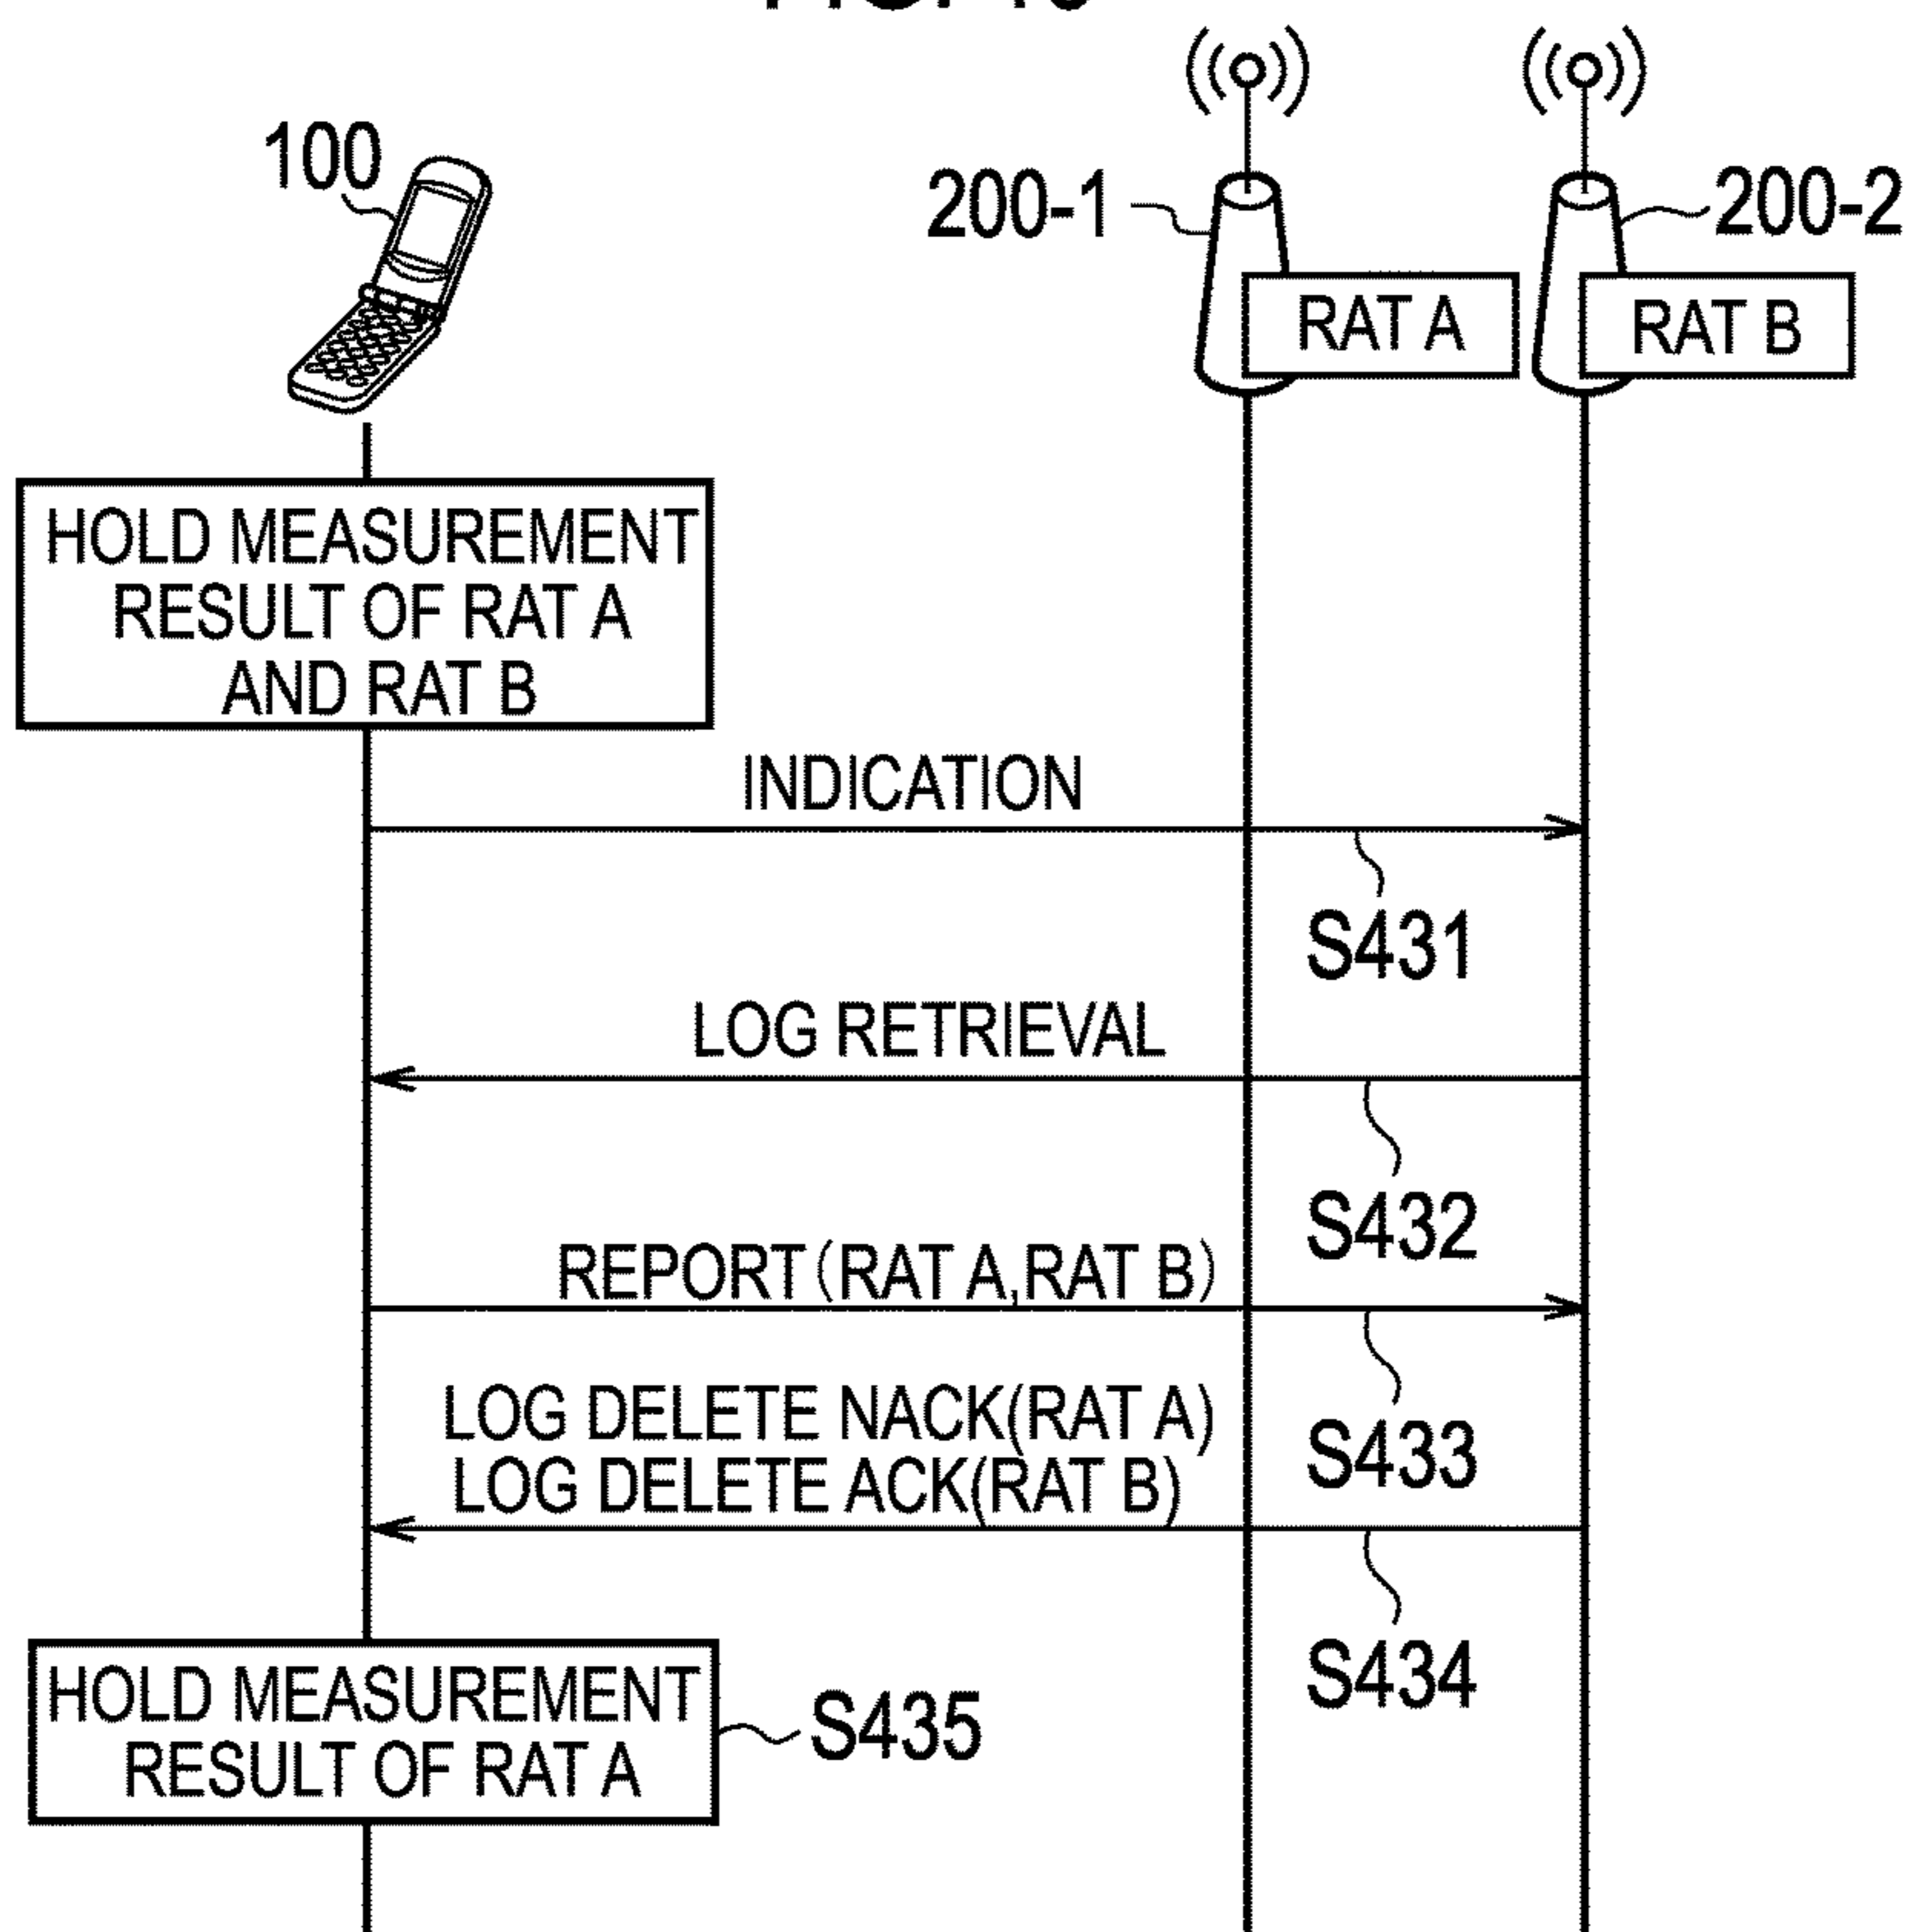 100
200-1
200-2
RAT A
RAT B
HOLD MEASUREMENT
RESULT OF RAT A
AND RAT B
INDICATION
S431
LOG RETRIEVAL
S432
REPORT(RAT A,RAT B)
S433
LOG DELETE NACK(RAT A)
LOG DELETE ACK(RAT B)
S434
HOLD MEASUREMENT
RESULT OF RAT A
S435